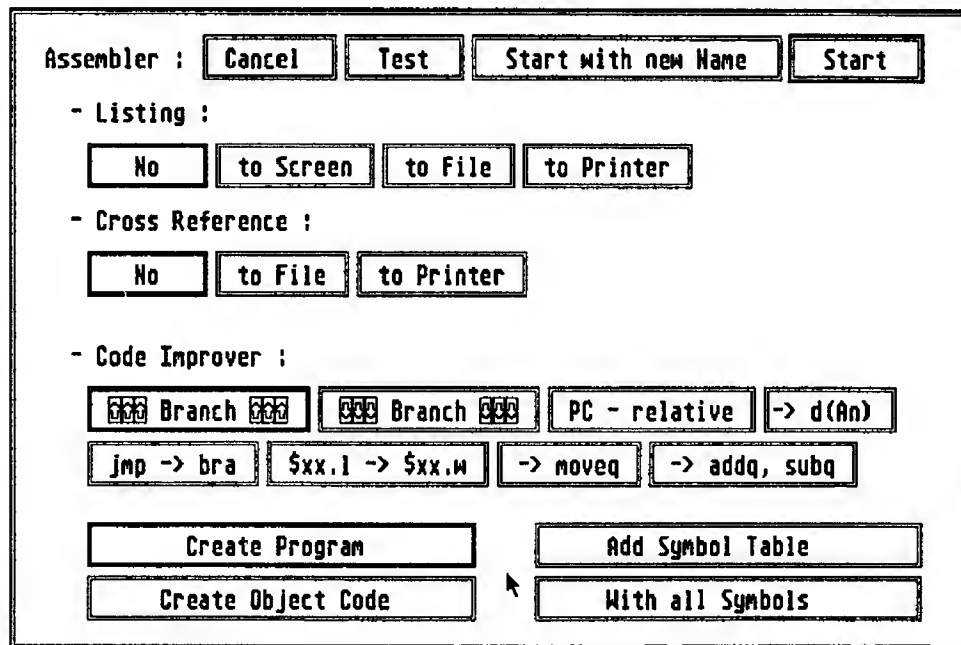 Assembler : Cancel Test Start with new Name Start
- Listing :
No to Screen to File to Printer
- Cross Reference :
No to File to Printer
- Code Improver :
⇧⇧⇧ Branch ⇧⇧⇧ ⇩⇩⇩ Branch ⇩⇩⇩ PC - relative -> d(An)
jmp -> bra $xx.l -> $xx.w -> moveq -> addq, subq
Create Program Add Symbol Table
Create Object Code With all Symbols